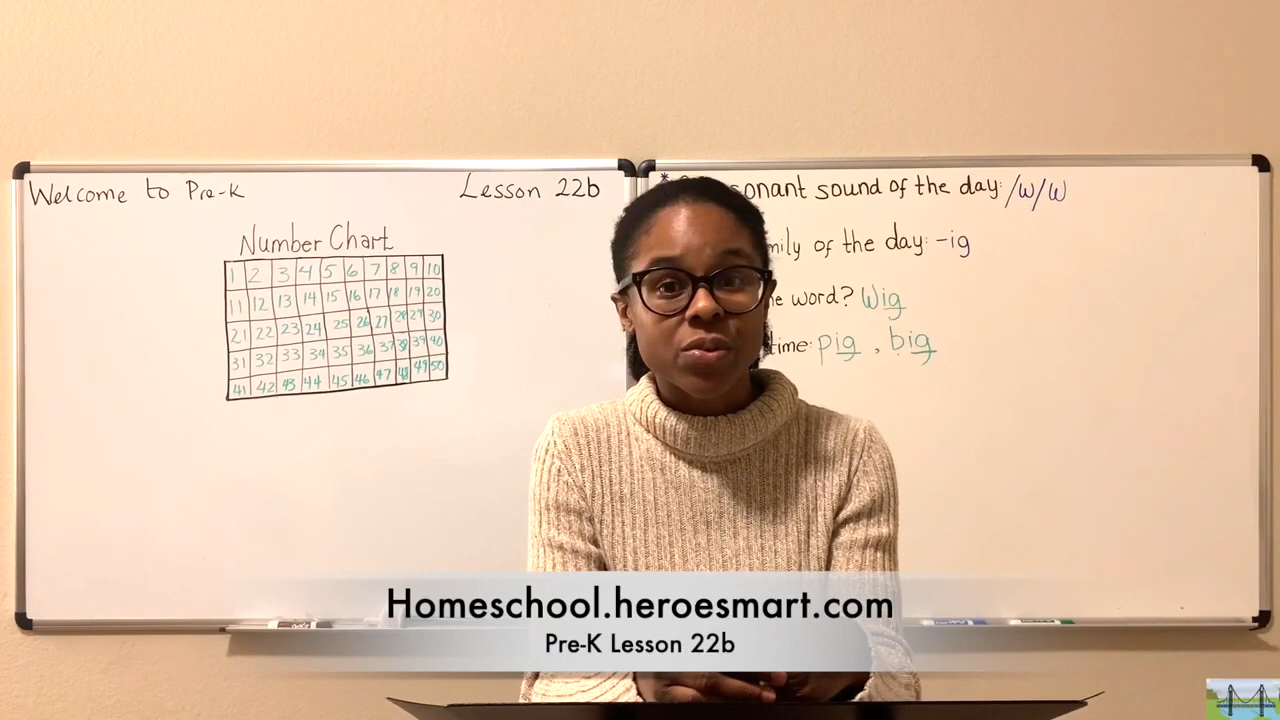 Welcome to Pre-K
Lesson 22b
Number Chart
1 2 3 4 5 6 7 8 9 10
11 12 13 14 15 16 17 18 19 20
21 22 23 24 25 26 27 28 29 30
31 32 33 34 35 36 37 38 39 40
41 42 43 44 45 46 47 48 49 50
sonant sound of the day: /w/w
mily of the day: -ig
word? Wig
time: pig, big
Homeschool.heroesmart.com
Pre-K Lesson 22b